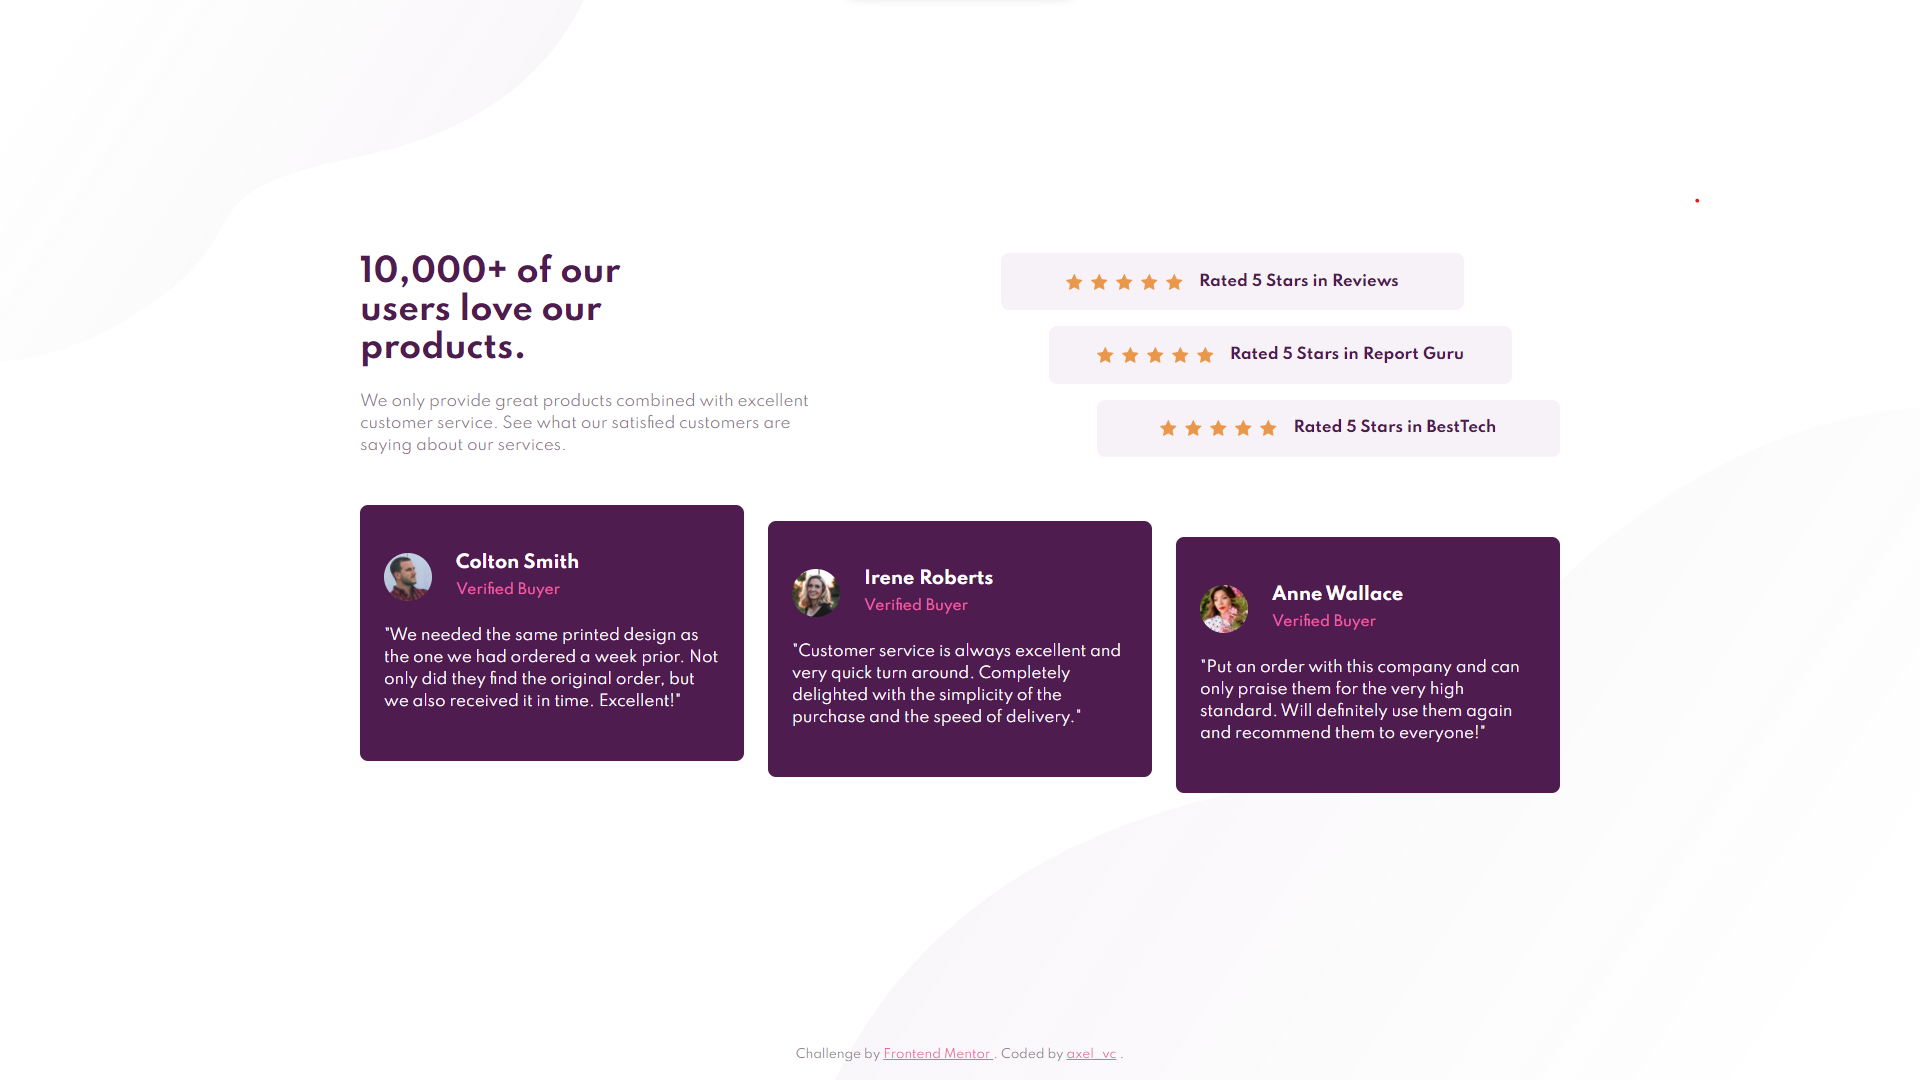 10,000+ of our
users love our
products.
We only provide great products combined with excellent
customer service. See what our satisfied customers are
saying about our services.
Rated 5 Stars in Reviews
Rated 5 Stars in Report Guru
Rated 5 Stars in BestTech
Colton Smith
Verified Buyer
"We needed the same printed design as
the one we had ordered a week prior. Not
only did they find the original order, but
we also received it in time. Excellent!"
Irene Roberts
Verified Buyer
"Customer service is always excellent and
very quick turn around. Completely
delighted with the simplicity of the
purchase and the speed of delivery."
Anne Wallace
Verified Buyer
"Put an order with this company and can
only praise them for the very high
standard. Will definitely use them again
and recommend them to everyone!"
Challenge by Frontend Mentor . Coded by axel_vc .